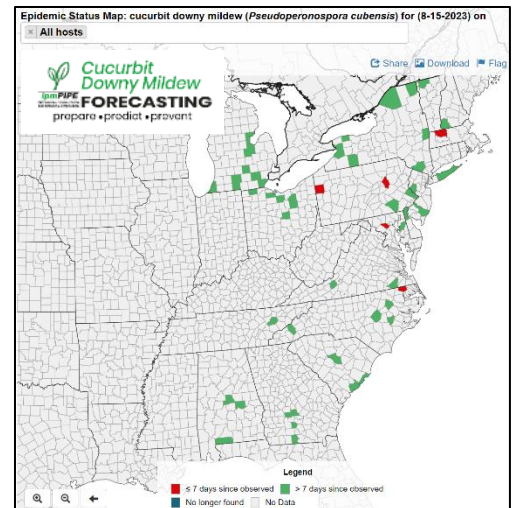 Epidemic Status Map: cucurbit downy mildew (Pseudoperonospora cubensis) for (8-15-2023) on
× All hosts
Share Download Flag
Cucurbit
Downy Mildew
ipmPIPE FORECASTING
prepare • predict • prevent
Legend
≤ 7 days since observed > 7 days since observed
No longer found No Data